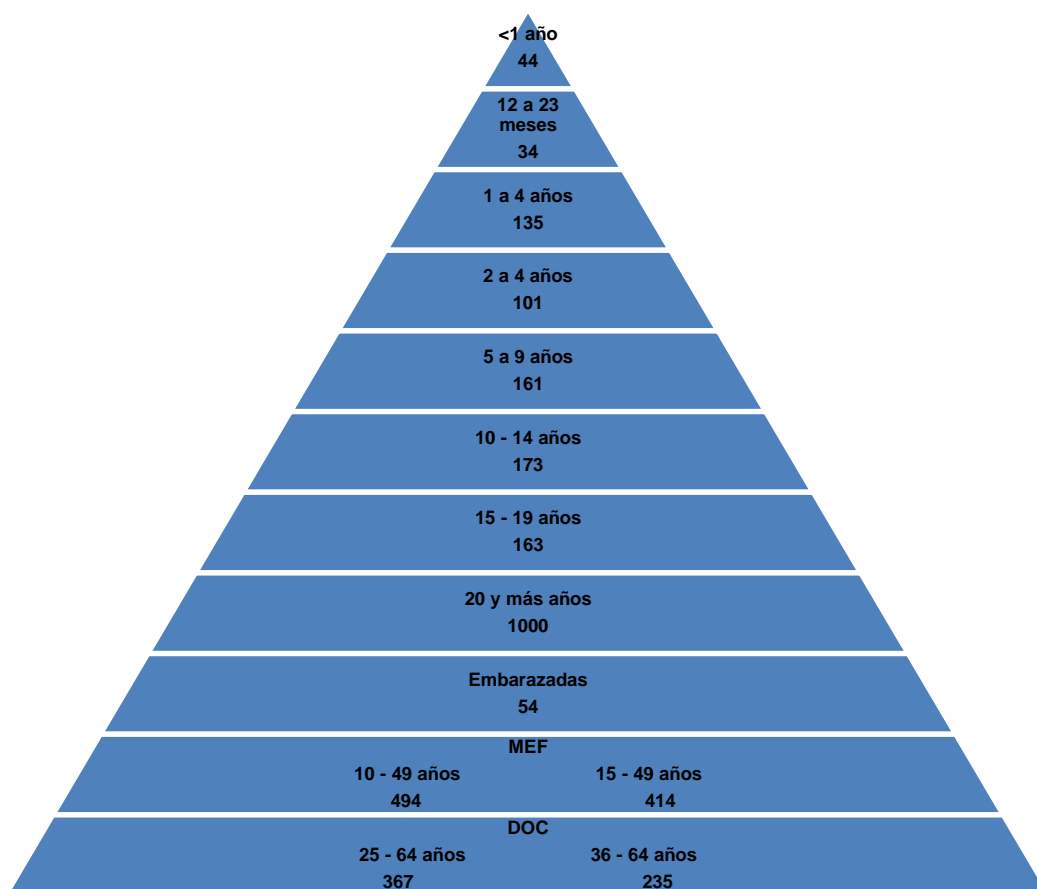 <1 año
44
12 a 23
meses
34
1 a 4 años
135
2 a 4 años
101
5 a 9 años
161
10 - 14 años
173
15 - 19 años
163
20 y más años
1000
Embarazadas
54
MEF
10 - 49 años 15 - 49 años
494 414
DOC
25 - 64 años 36 - 64 años
367 235